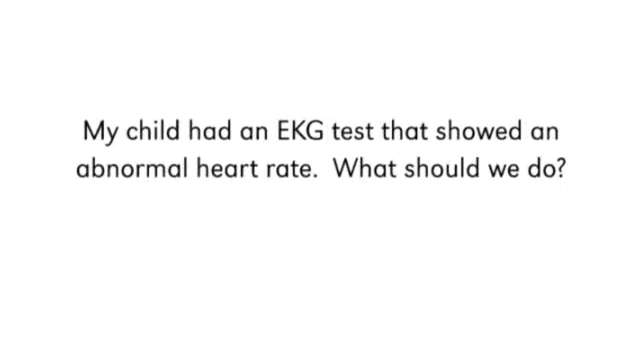 My child had an EKG test that showed an
abnormal heart rate.  What should we do?